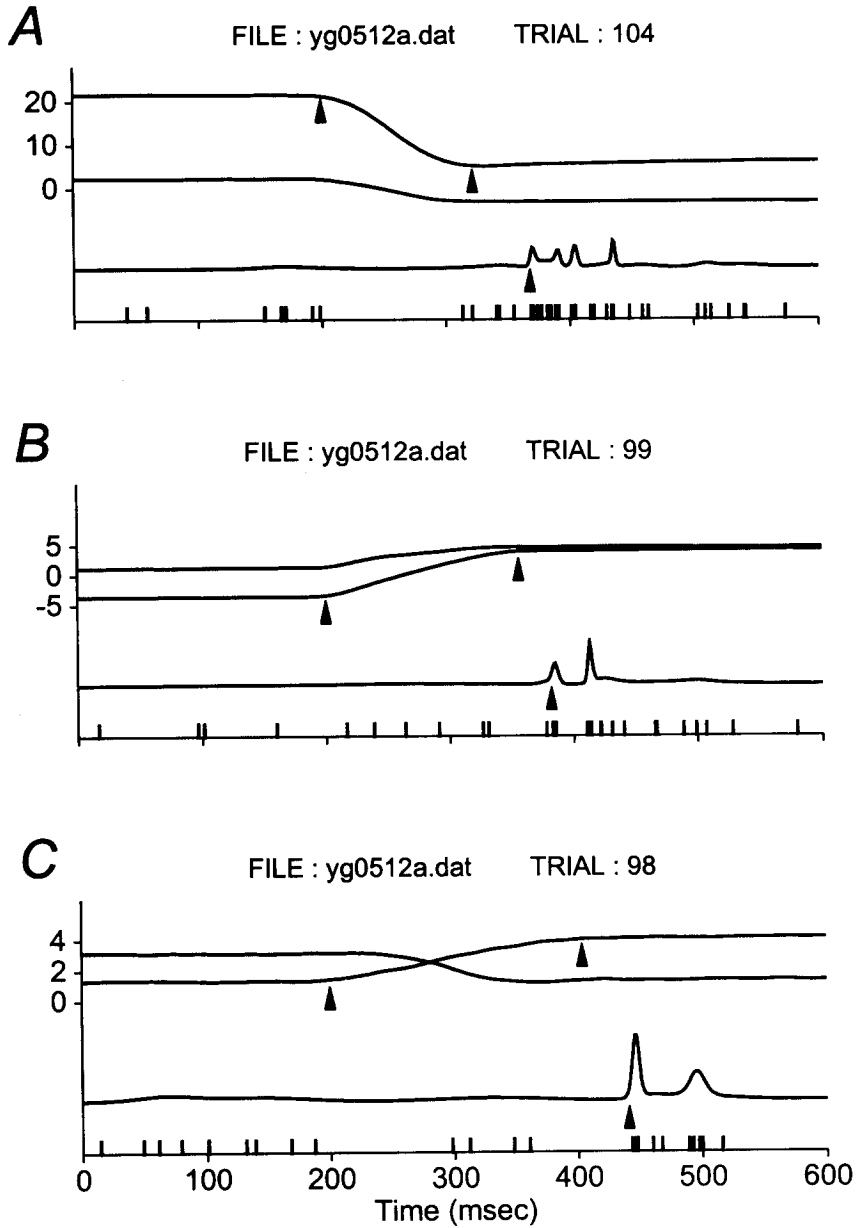 A
FILE : yg0512a.dat TRIAL : 104
20
10
0
B
FILE : yg0512a.dat TRIAL : 99
5
0
-5
C
FILE : yg0512a.dat TRIAL : 98
4
2
0
0 100 200 300 400 500 600
Time (msec)